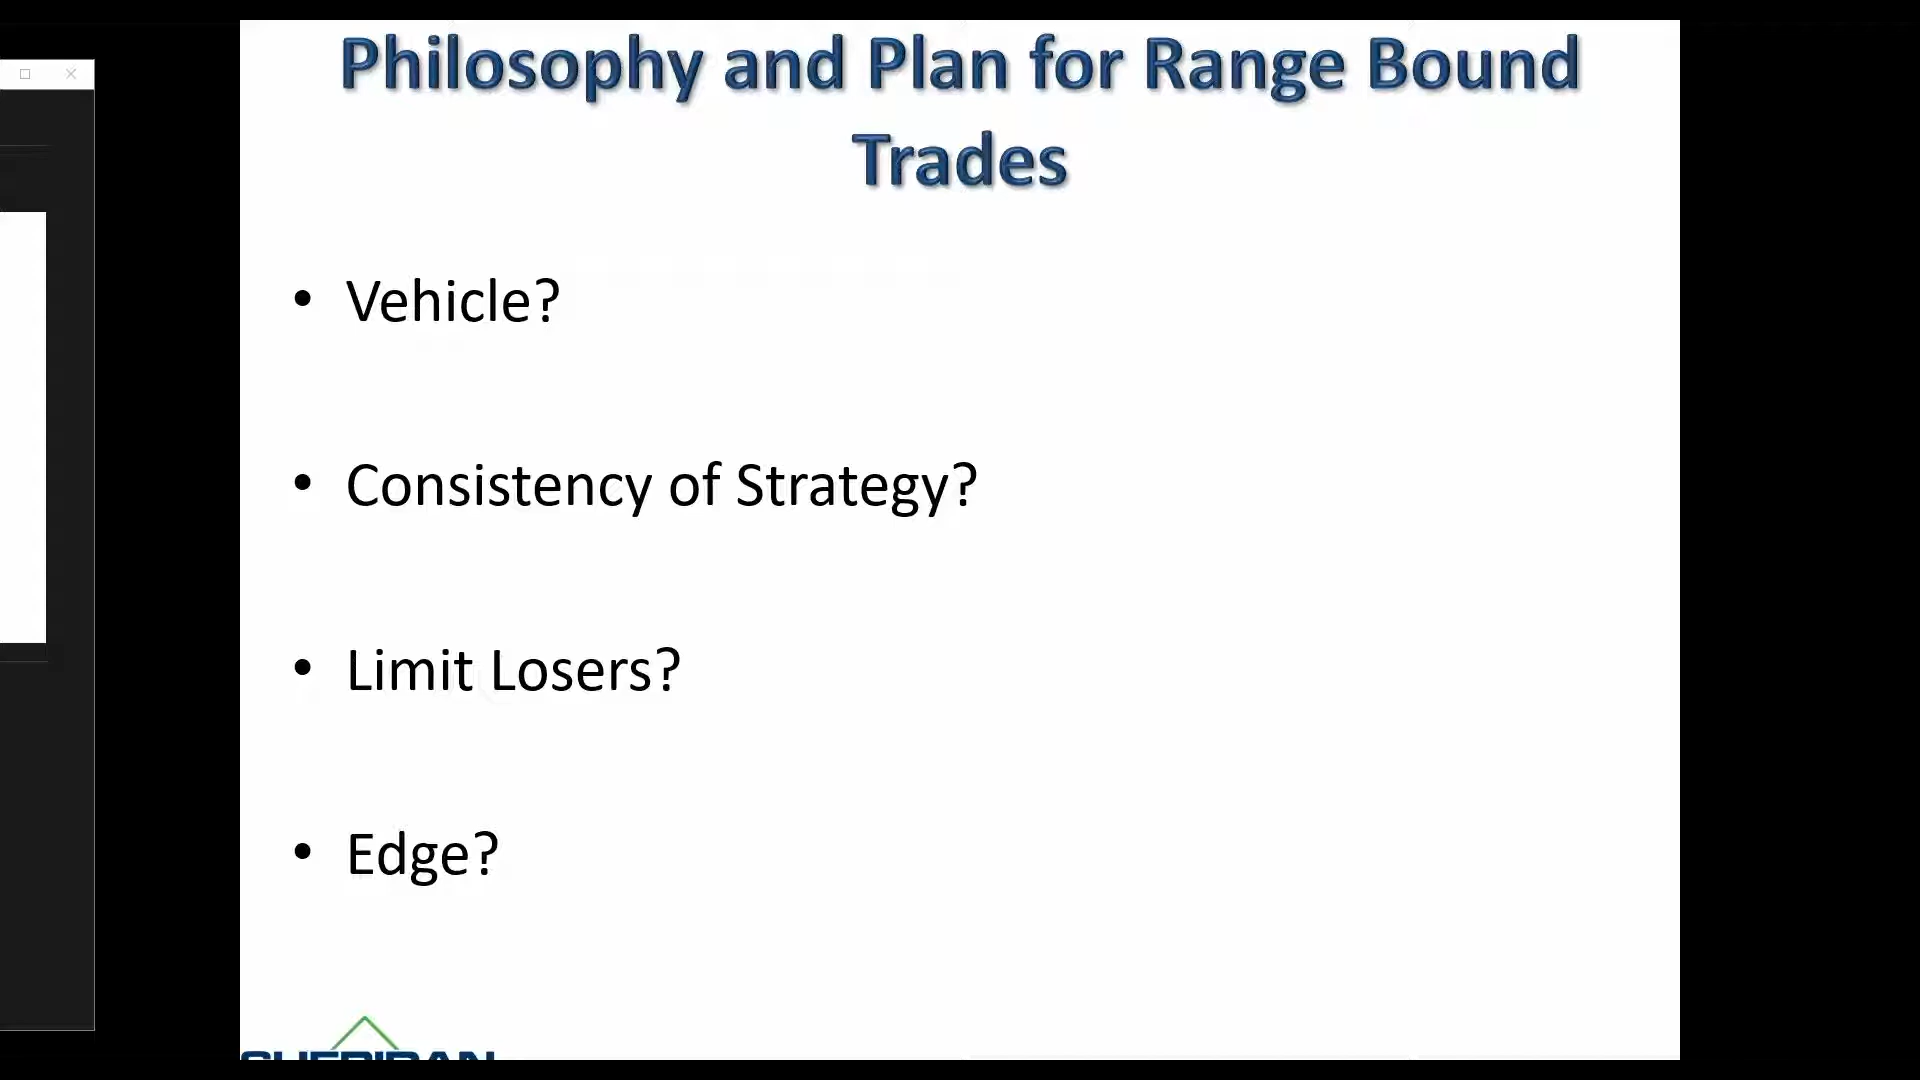 Philosophy and Plan for Range Bound
Trades
• Vehicle?
• Consistency of Strategy?
• Limit Losers?
• Edge?
SHERIDAN